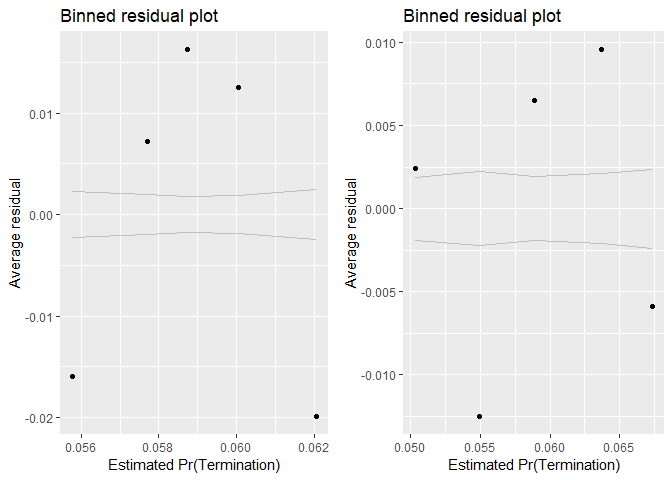 Binned residual plot
Average residual
0.01
0.00
-0.01
-0.02
0.056
0.058
0.060
0.062
Estimated Pr(Termination)
Binned residual plot
Average residual
0.010
0.005
0.000
-0.005
-0.010
0.050
0.055
0.060
0.065
Estimated Pr(Termination)